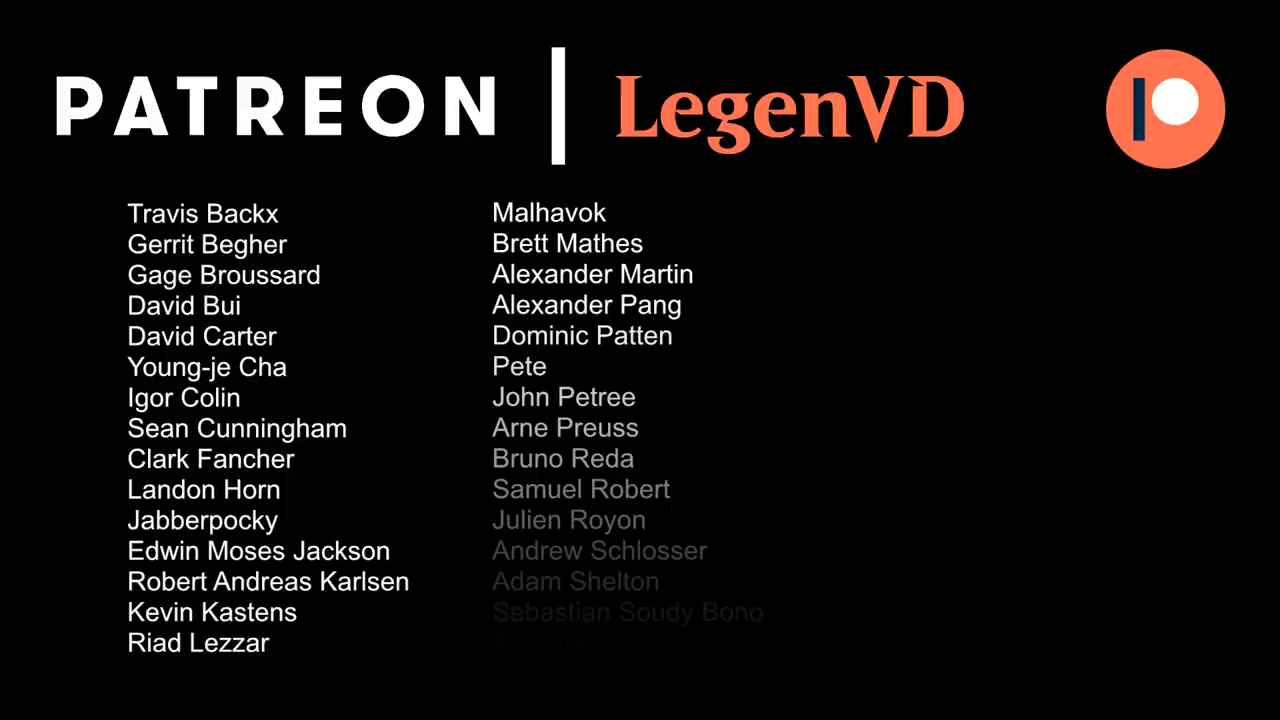 PATREON | LegenVD
Travis Backx
Gerrit Begher
Gage Broussard
David Bui
David Carter
Young-je Cha
Igor Colin
Sean Cunningham
Clark Fancher
Landon Horn
Jabberpocky
Edwin Moses Jackson
Robert Andreas Karlsen
Kevin Kastens
Riad Lezzar
Malhavok
Brett Mathes
Alexander Martin
Alexander Pang
Dominic Patten
Pete
John Petree
Arne Preuss
Bruno Reda
Samuel Robert
Julien Royon
Andrew Schlosser
Adam Shelton
Sebastian Soudy Bono